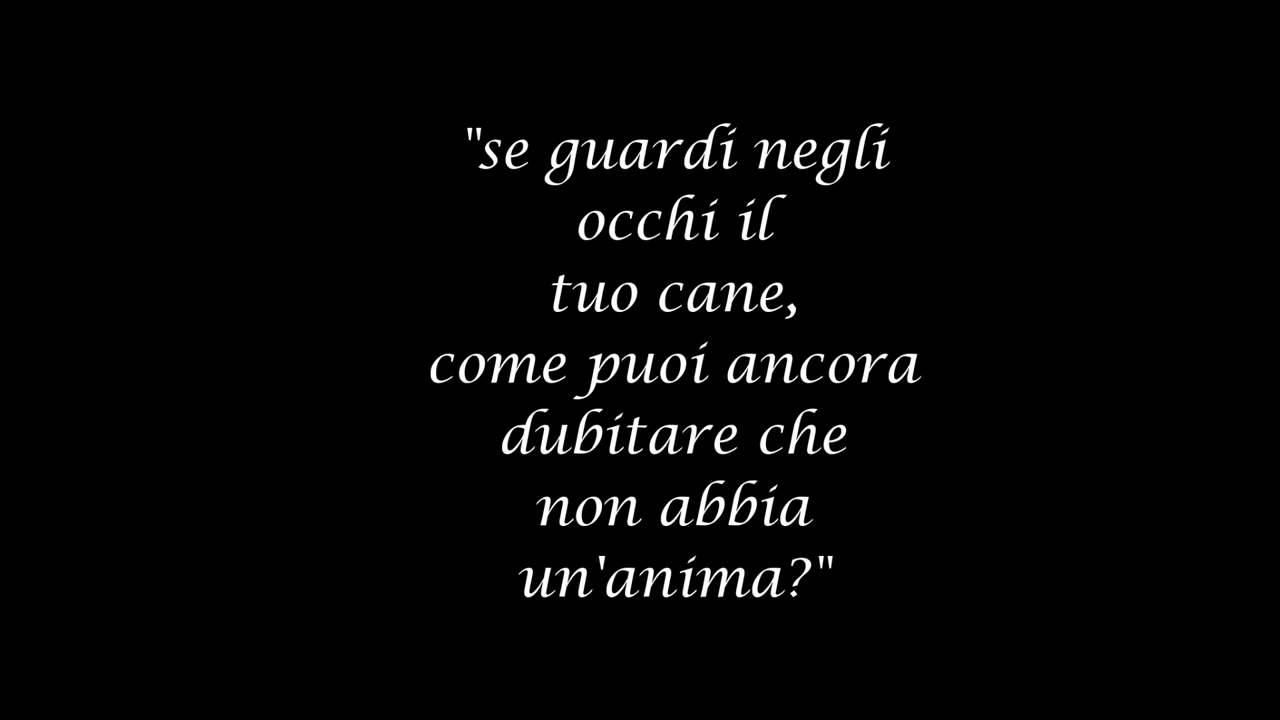 "se guardi negli
occhi il
tuo cane,
come puoi ancora
dubitare che
non abbia
un'anima?"